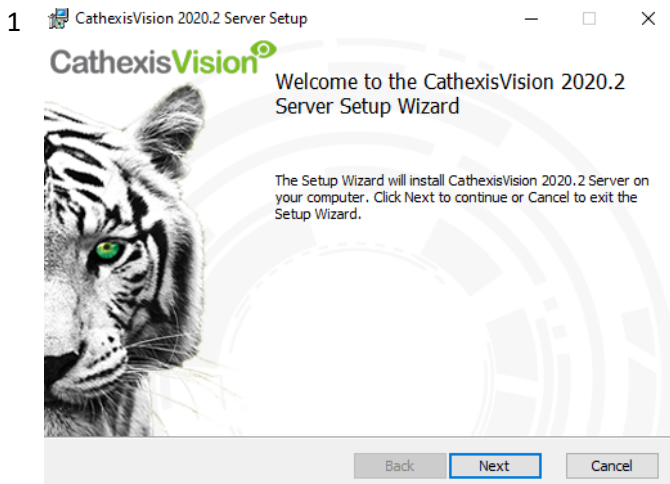 1
CathexisVision 2020.2 Server Setup
CathexisVision
Welcome to the CathexisVision 2020.2
Server Setup Wizard
The Setup Wizard will install CathexisVision 2020.2 Server on
your computer. Click Next to continue or Cancel to exit the
Setup Wizard.
Back Next Cancel